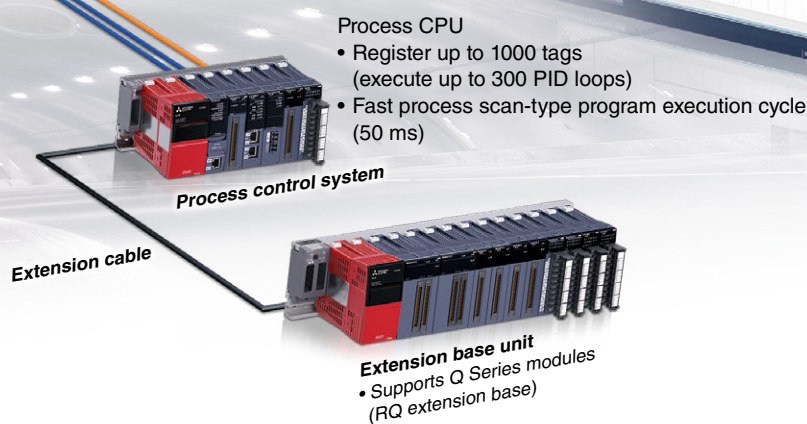 Process CPU
• Register up to 1000 tags
(execute up to 300 PID loops)
• Fast process scan-type program execution cycle
(50 ms)
Process control system
Extension cable
Extension base unit
• Supports Q Series modules
(RQ extension base)